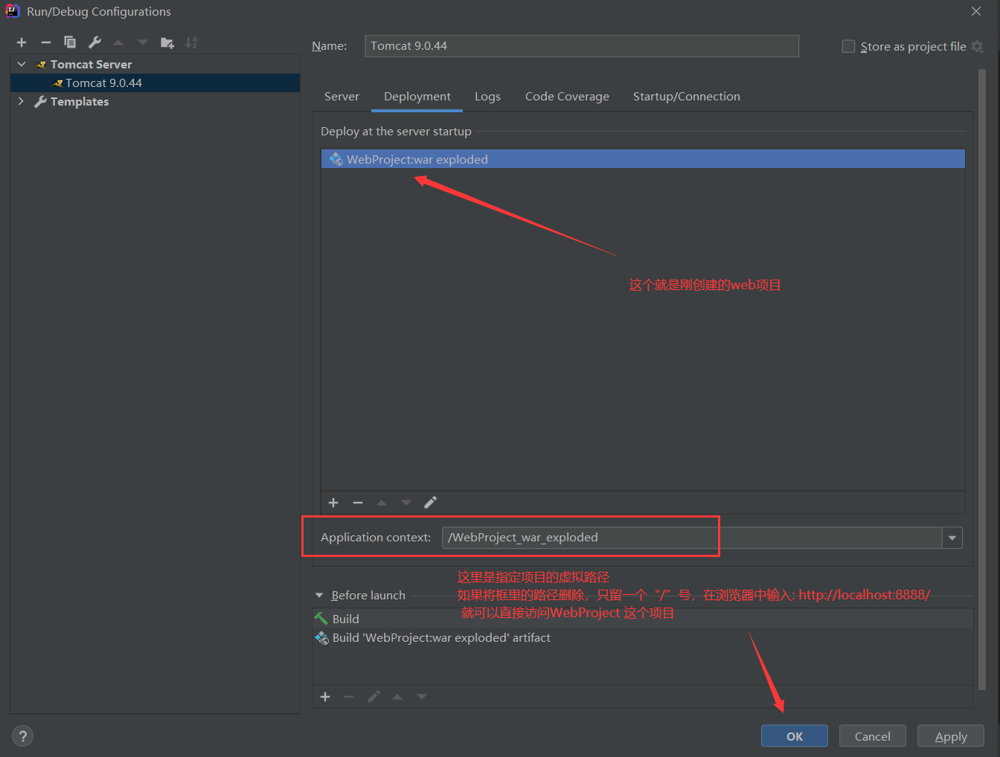 Run/Debug Configurations
Tomcat Server
Tomcat 9.0.44
Templates
Name: Tomcat 9.0.44
Store as project file
Server Deployment Logs Code Coverage Startup/Connection
Deploy at the server startup
WebProject:war exploded
这个就是刚创建的web项目
Application context: /WebProject_war_exploded
这里是指定项目的虚拟路径
如果将框里的路径删除，只留一个“/”号，在浏览器中输入: http://localhost:8888/
就可以直接访问WebProject 这个项目
Before launch
Build
Build 'WebProject:war exploded' artifact
?
OK Cancel Apply